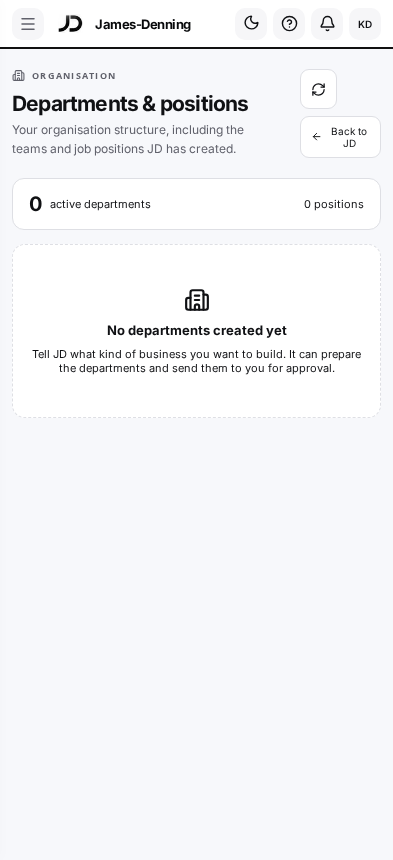 JD James-Denning KD
ORGANISATION
Departments & positions
Your organisation structure, including the
teams and job positions JD has created.
Back to
JD
0 active departments 0 positions
No departments created yet
Tell JD what kind of business you want to build. It can prepare
the departments and send them to you for approval.